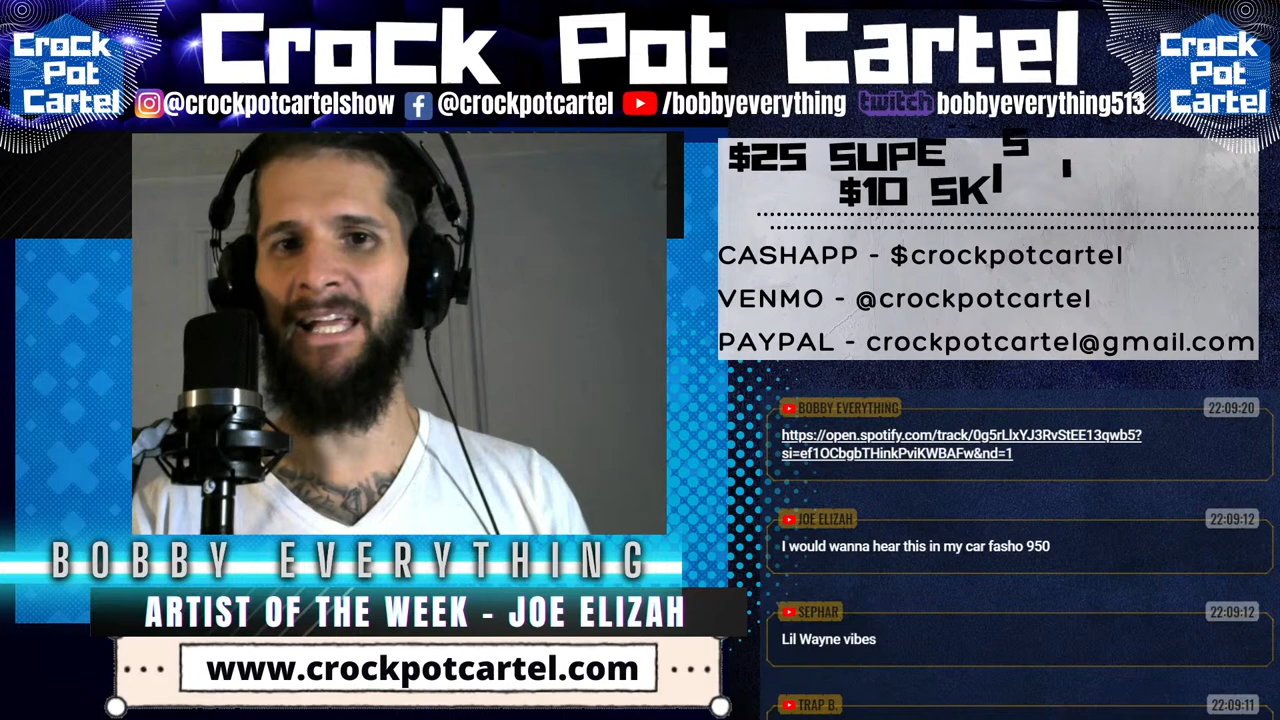 Crock Pot Cartel
Crock
Pot
Cartel
@crockpotcartelshow @crockpotcartel /bobbyeverything twitch bobbyeverything513
Crock
Pot
Cartel
$25 SUPE S I
$10 SKI
CASHAPP - $crockpotcartel
VENMO - @crockpotcartel
PAYPAL - crockpotcartel@gmail.com
BOBBY EVERYTHING 22:09:20
https://open.spotify.com/track/0g5rLlxYJ3RvStEE13qwb5?
si=ef1OCbgbTHinkPviKWBAFw&nd=1
JOE ELIZAH 22:09:12
I would wanna hear this in my car fasho 950
SEPHAR 22:09:12
Lil Wayne vibes
TRAP B. 22:09:11
BOBBY EVERYTHING
ARTIST OF THE WEEK - JOE ELIZAH
www.crockpotcartel.com